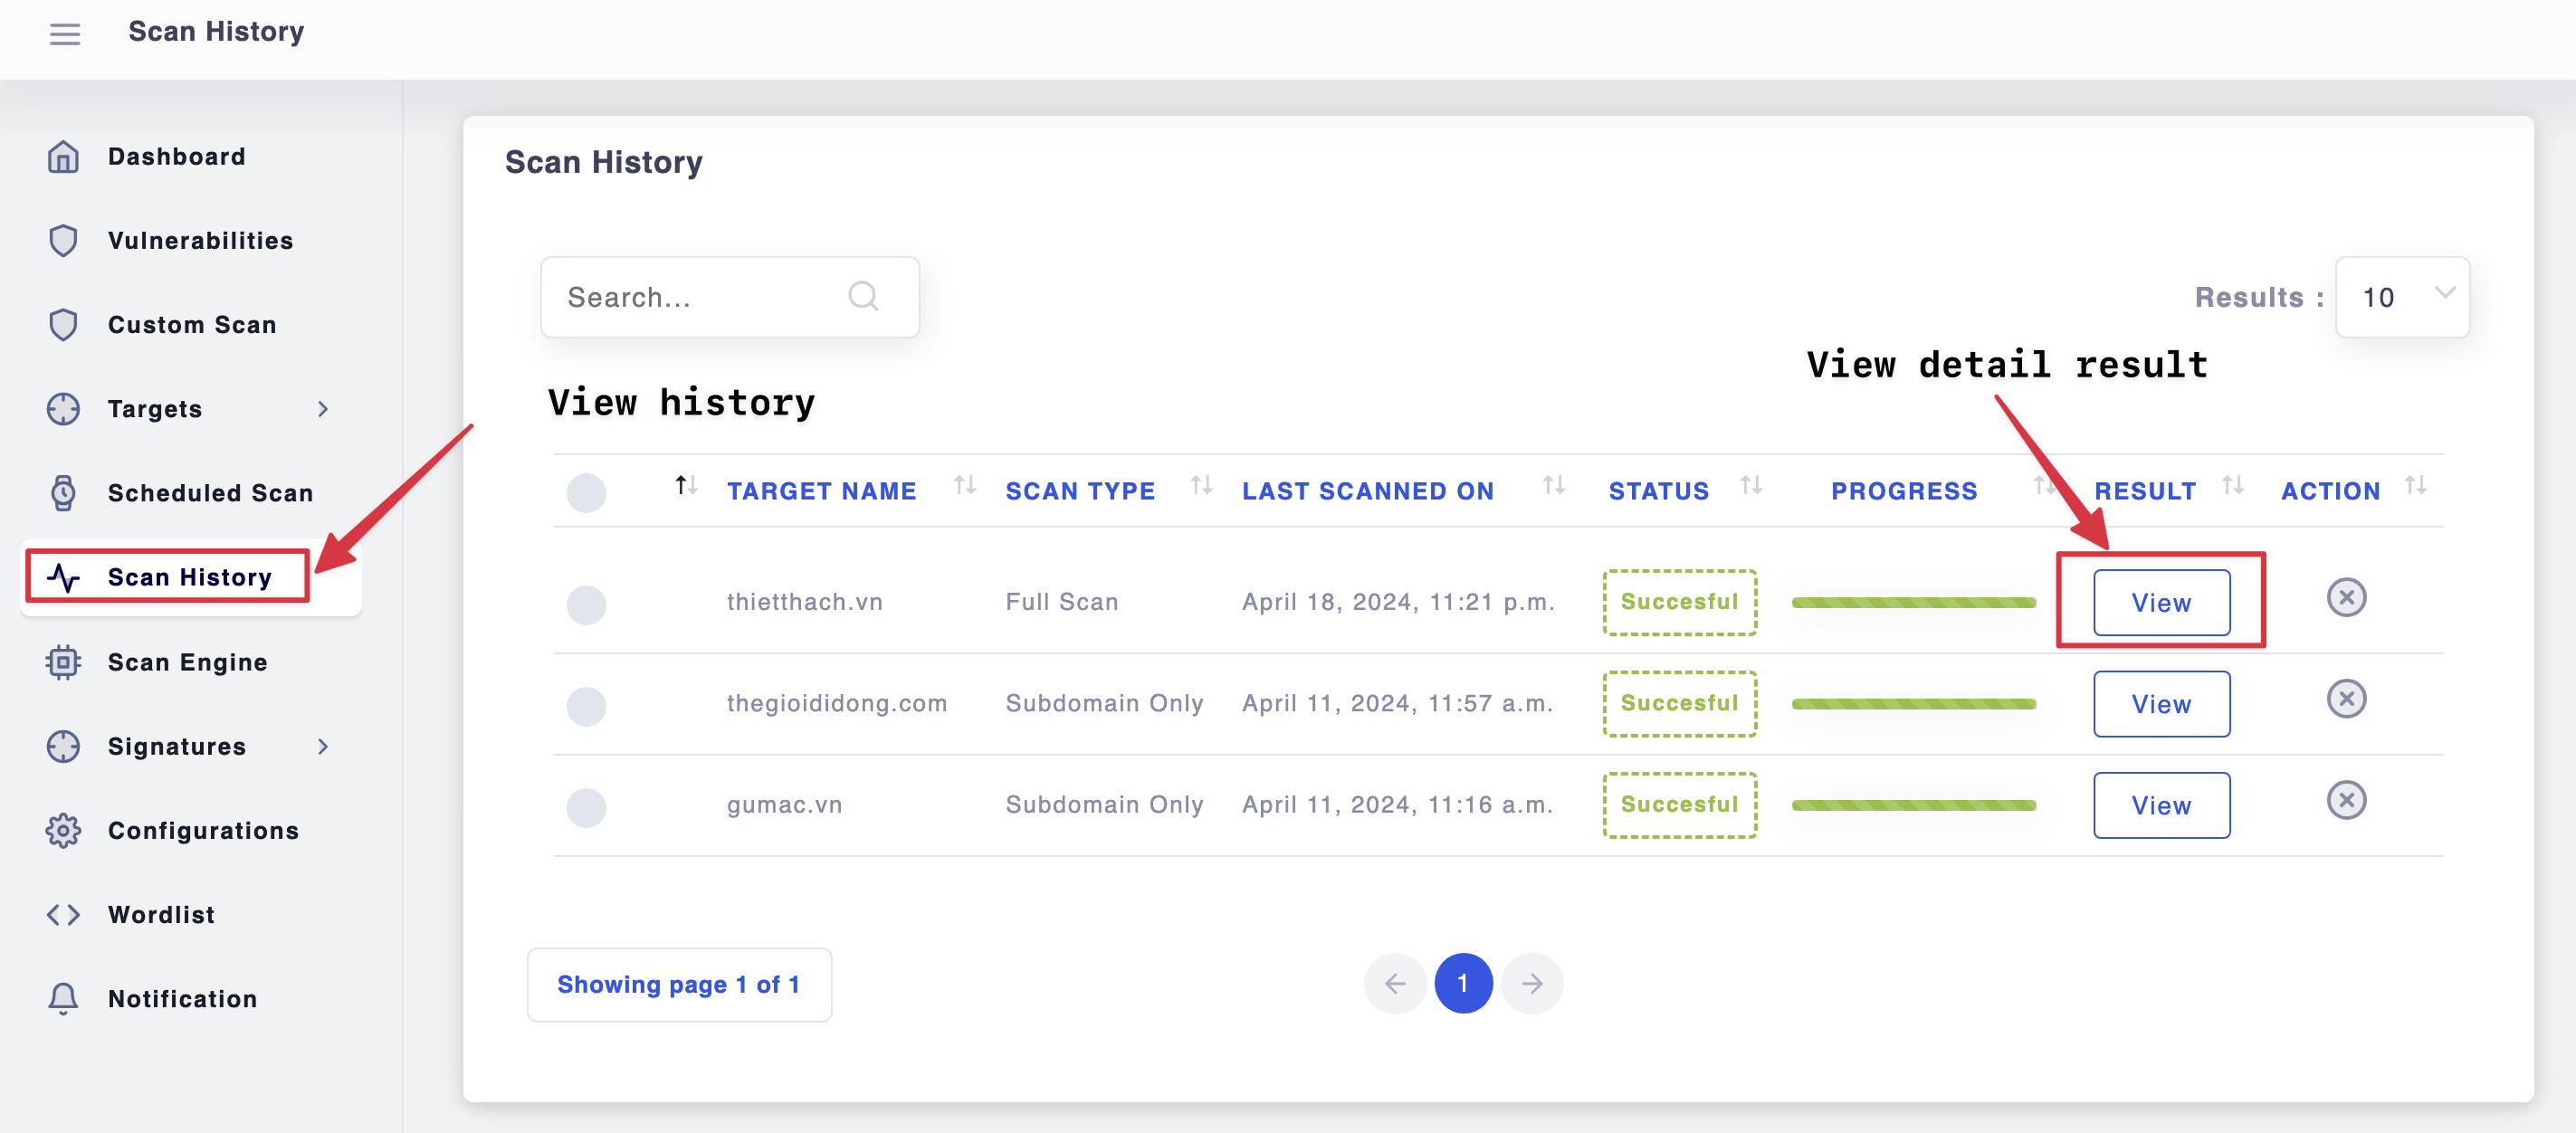 Scan History
Dashboard
Vulnerabilities
Custom Scan
Targets
Scheduled Scan
Scan History
Scan Engine
Signatures
Configurations
Wordlist
Notification
Scan History
Search...
Results : 10
View detail result
View history
TARGET NAME SCAN TYPE LAST SCANNED ON STATUS PROGRESS RESULT ACTION
thietthach.vn Full Scan April 18, 2024, 11:21 p.m. Succesful View
thegioididong.com Subdomain Only April 11, 2024, 11:57 a.m. Succesful View
gumac.vn Subdomain Only April 11, 2024, 11:16 a.m. Succesful View
Showing page 1 of 1
1